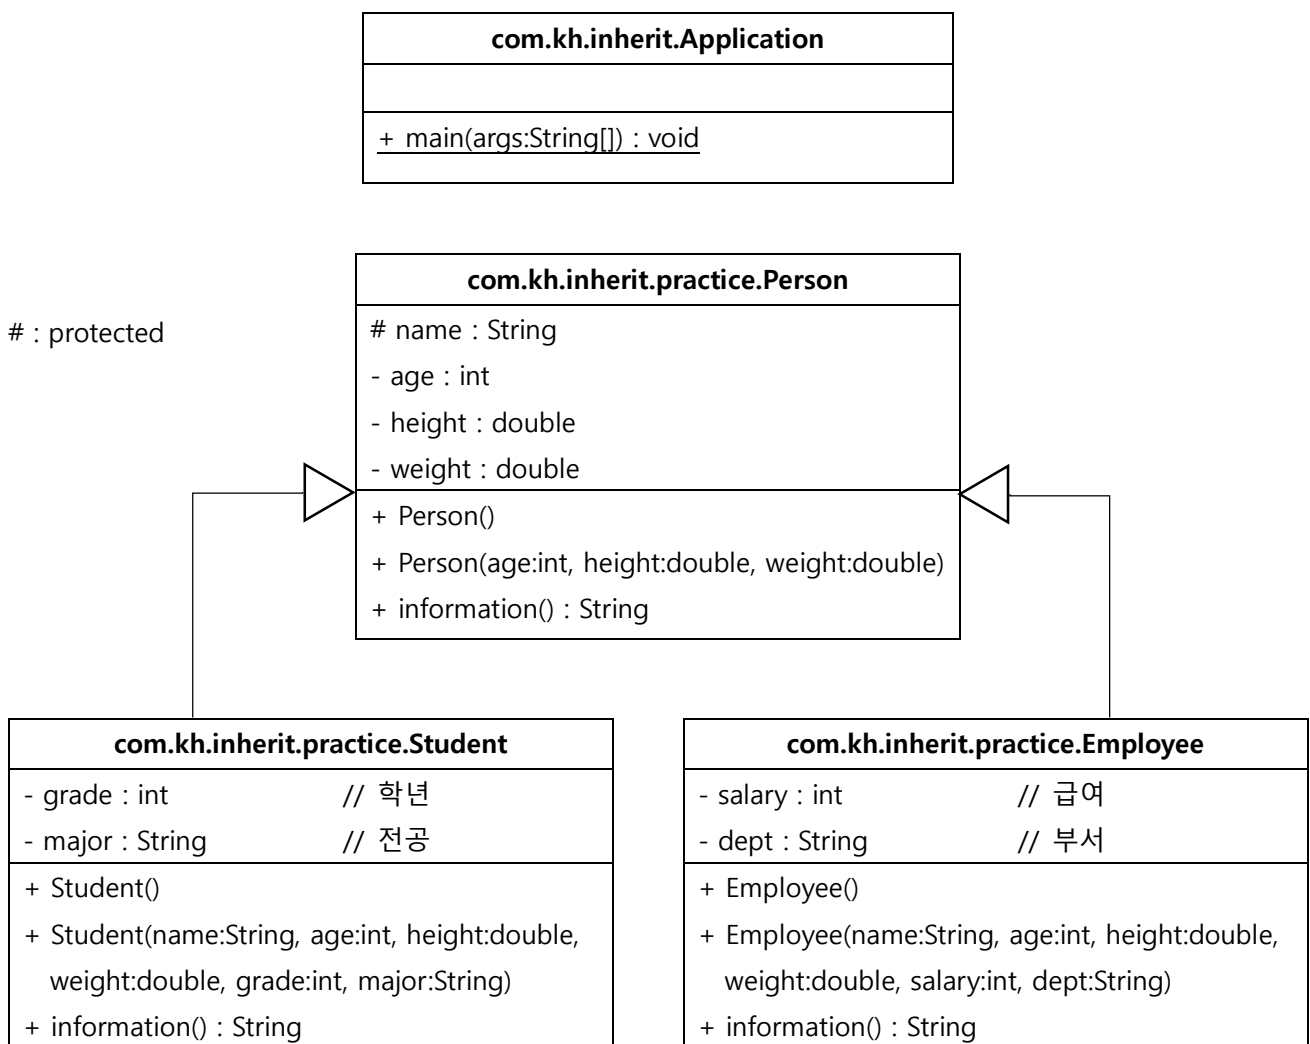 com.kh.inherit.Application
+ main(args:String[]) : void
com.kh.inherit.practice.Person
# : protected
# name : String
- age : int
- height : double
- weight : double
+ Person()
+ Person(age:int, height:double, weight:double)
+ information() : String
com.kh.inherit.practice.Student
- grade : int // 학년
- major : String // 전공
+ Student()
+ Student(name:String, age:int, height:double,
weight:double, grade:int, major:String)
+ information() : String
com.kh.inherit.practice.Employee
- salary : int // 급여
- dept : String // 부서
+ Employee()
+ Employee(name:String, age:int, height:double,
weight:double, salary:int, dept:String)
+ information() : String